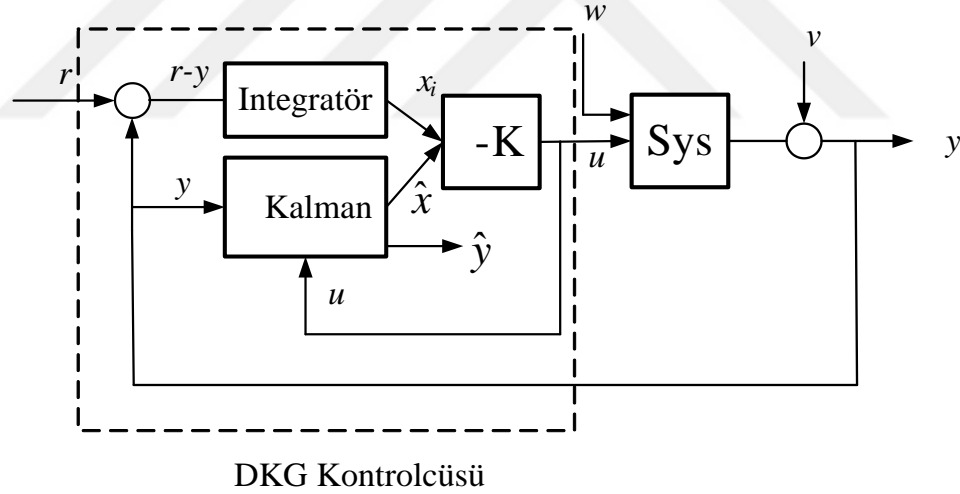 w
r
r-y
Integratör
x_i
-K
u
Sys
v
y
y
Kalman
x̂
ŷ
u
DKG Kontrolcüsü